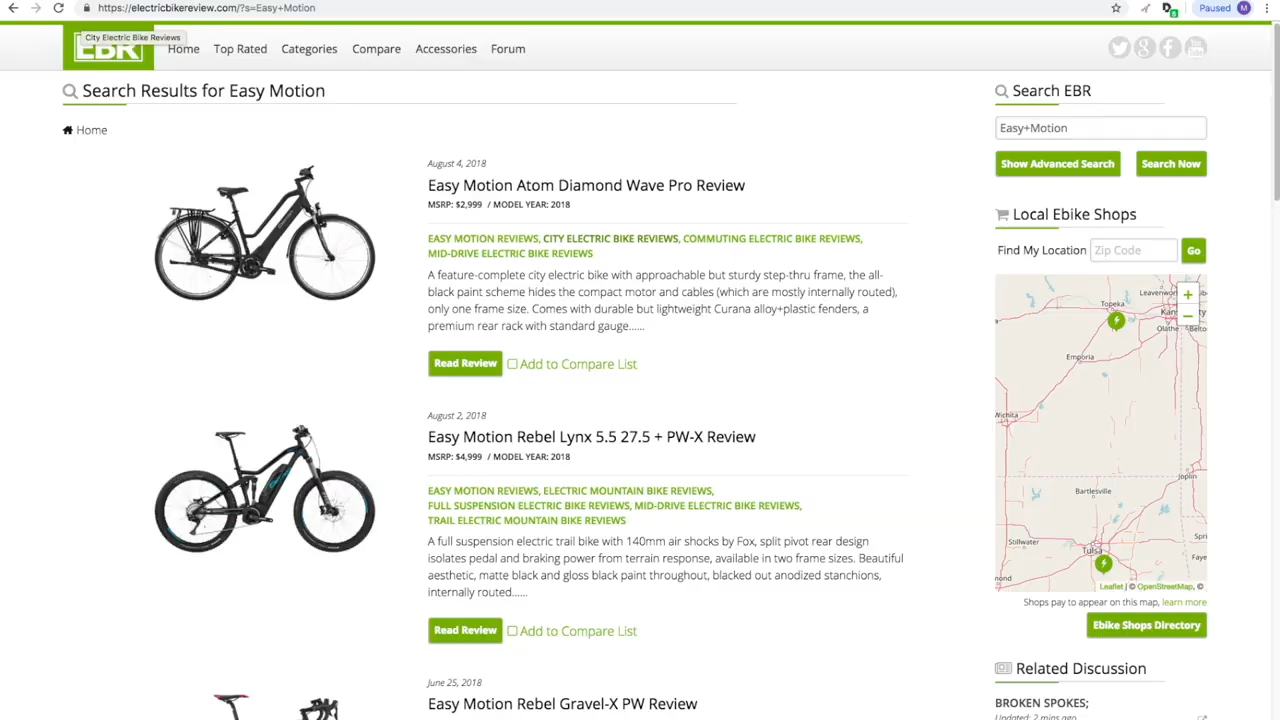 https://electricbikereview.com/?s=Easy+Motion
Paused
M
City Electric Bike Reviews
EBR
Home
Top Rated
Categories
Compare
Accessories
Forum
Search Results for Easy Motion
Home
August 4, 2018
Easy Motion Atom Diamond Wave Pro Review
MSRP: $2,999 / MODEL YEAR: 2018
EASY MOTION REVIEWS, CITY ELECTRIC BIKE REVIEWS, COMMUTING ELECTRIC BIKE REVIEWS,
MID-DRIVE ELECTRIC BIKE REVIEWS
A feature-complete city electric bike with approachable but sturdy step-thru frame, the all-
black paint scheme hides the compact motor and cables (which are mostly internally routed),
only one frame size. Comes with durable but lightweight Curana alloy+plastic fenders, a
premium rear rack with standard gauge......
Read Review
Add to Compare List
August 2, 2018
Easy Motion Rebel Lynx 5.5 27.5 + PW-X Review
MSRP: $4,999 / MODEL YEAR: 2018
EASY MOTION REVIEWS, ELECTRIC MOUNTAIN BIKE REVIEWS,
FULL SUSPENSION ELECTRIC BIKE REVIEWS, MID-DRIVE ELECTRIC BIKE REVIEWS,
TRAIL ELECTRIC MOUNTAIN BIKE REVIEWS
A full suspension electric trail bike with 140mm air shocks by Fox, split pivot rear design
isolates pedal and braking power from terrain response, available in two frame sizes. Beautiful
aesthetic, matte black and gloss black paint throughout, blacked out anodized stanchions,
internally routed......
Read Review
Add to Compare List
June 25, 2018
Easy Motion Rebel Gravel-X PW Review
Search EBR
Easy+Motion
Show Advanced Search
Search Now
Local Ebike Shops
Find My Location
Zip Code
Go
+
−
Leavenwor
Topeka
Kans
Olathe
Belto
Emporia
Wichita
Joplin
Bartlesville
Stillwater
Spri
Tulsa
Faye
mond
Leaflet | © OpenStreetMap, ©
Shops pay to appear on this map, learn more
Ebike Shops Directory
Related Discussion
BROKEN SPOKES;
Updated: 2 mins ago